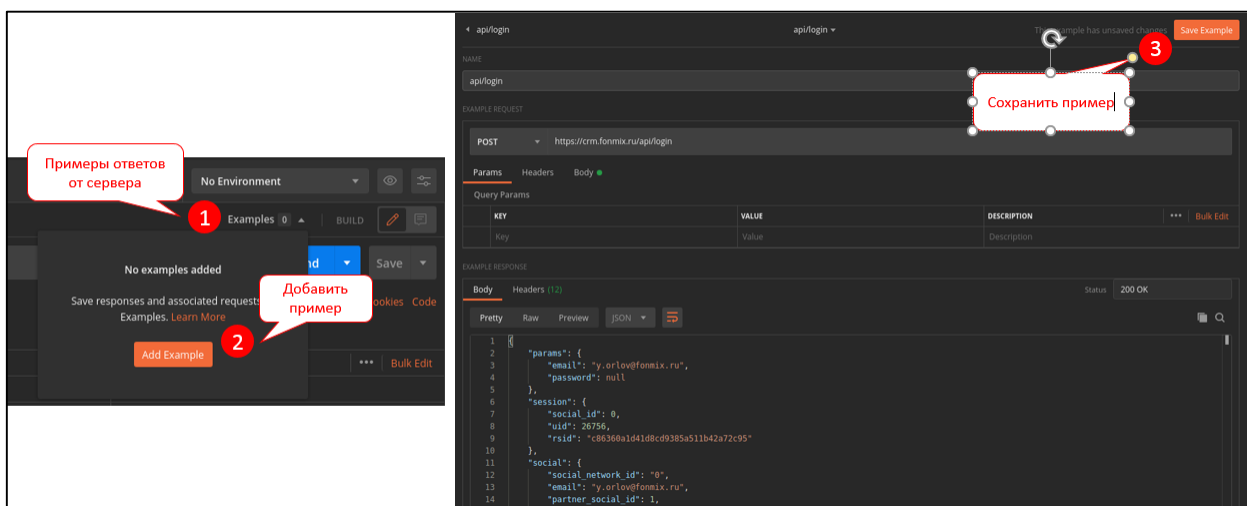 Примеры ответов
от сервера
No Environment
1
Examples 0
BUILD
No examples added
Save
Save responses and associated requests
Examples. Learn More
Добавить
пример
Code
2
Add Example
Bulk Edit
api/login
api/login
example has unsaved changes
Save Example
3
NAME
api/login
Сохранить пример
EXAMPLE REQUEST
POST
https://crm.fonmix.ru/api/login
Params Headers Body
Query Params
KEY VALUE DESCRIPTION ••• Bulk Edit
Key Value Description
EXAMPLE RESPONSE
Body Headers (12) Status 200 OK
Pretty Raw Preview JSON
1 {
2 "params": {
3 "email": "y.orlov@fonmix.ru",
4 "password": null
5 },
6 "session": {
7 "social_id": 0,
8 "uid": 26756,
9 "rsid": "c86360a1d41d8cd9385a511b42a72c95"
10 },
11 "social": {
12 "social_network_id": "0",
13 "email": "y.orlov@fonmix.ru",
14 "partner_social_id": 1,